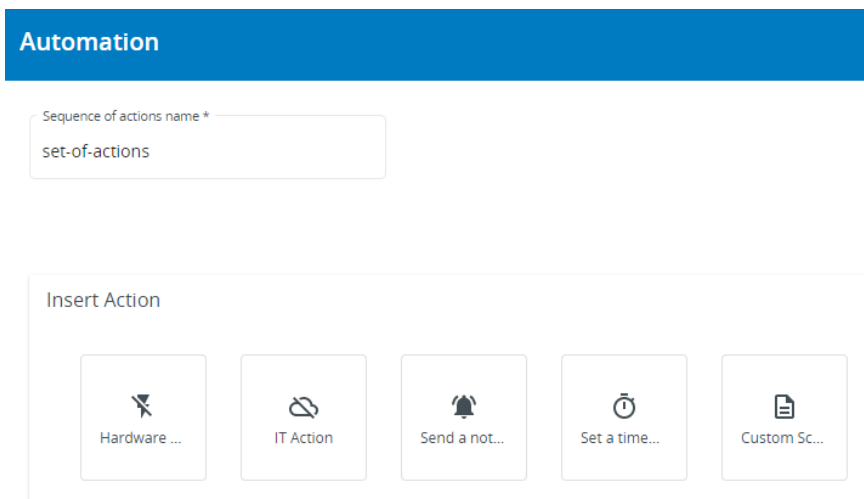 Automation
Sequence of actions name *
set-of-actions
Insert Action
Hardware ...
IT Action
Send a not...
Set a time...
Custom Sc...